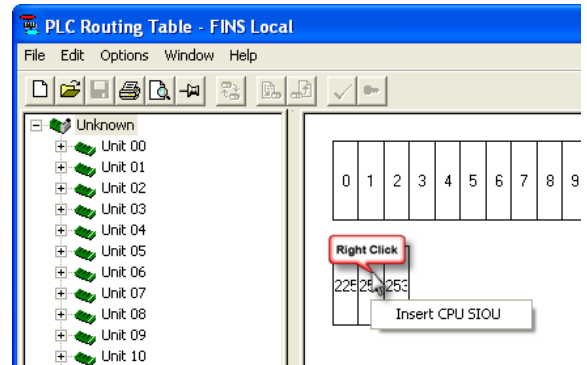 PLC Routing Table - FINS Local
File Edit Options Window Help
Unknown
Unit 00
Unit 01
Unit 02
Unit 03
Unit 04
Unit 05
Unit 06
Unit 07
Unit 08
Unit 09
Unit 10
0 1 2 3 4 5 6 7 8 9
Right Click
225 25 253
Insert CPU SIOU